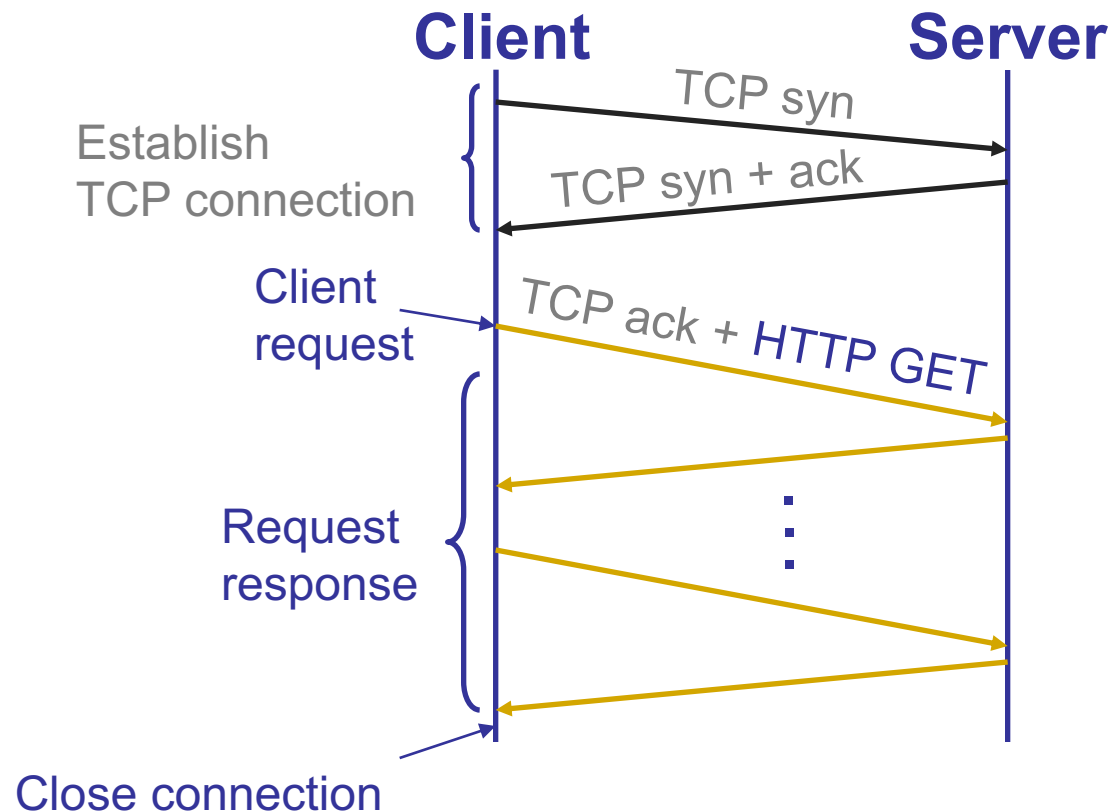 Client
Server
TCP syn
Establish
TCP connection
TCP syn + ack
Client
request
TCP ack + HTTP GET
Request
response
Close connection